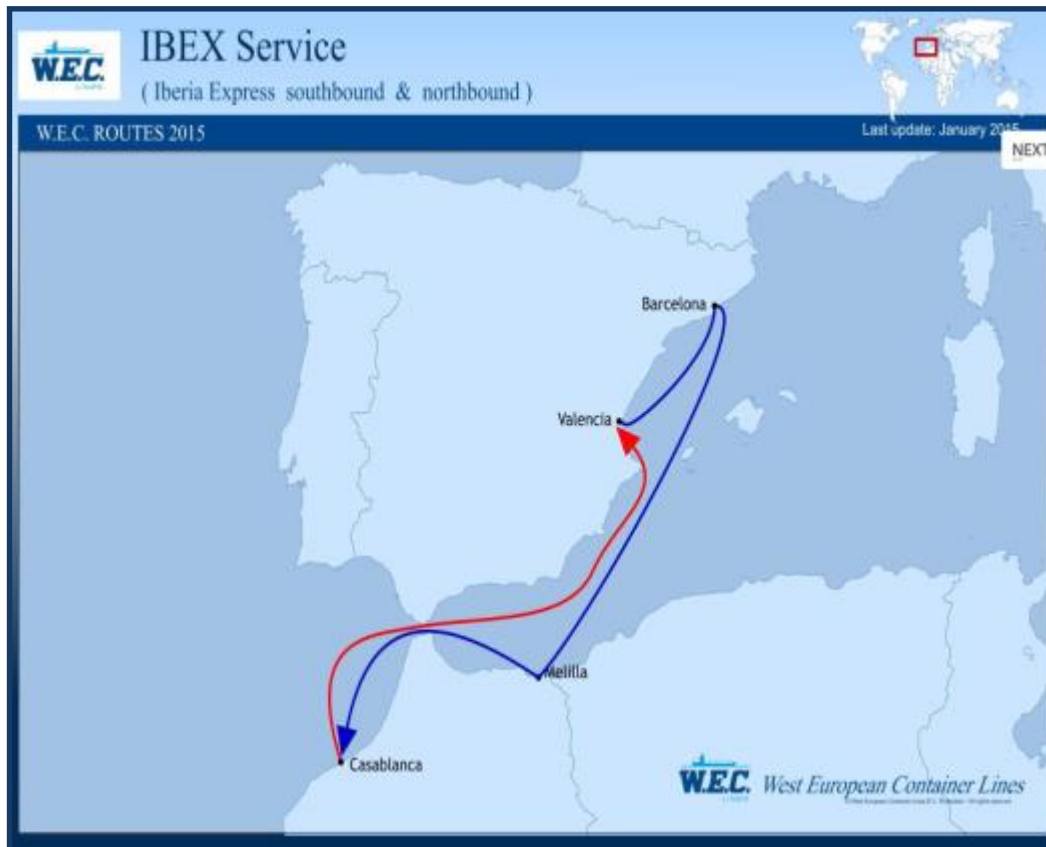 W.E.C.
IBEX Service
( Iberia Express southbound & northbound )
W.E.C. ROUTES 2015
Last update: January 2015
NEXT
Barcelona
Valencia
Melilla
Casablanca
W.E.C. West European Container Lines